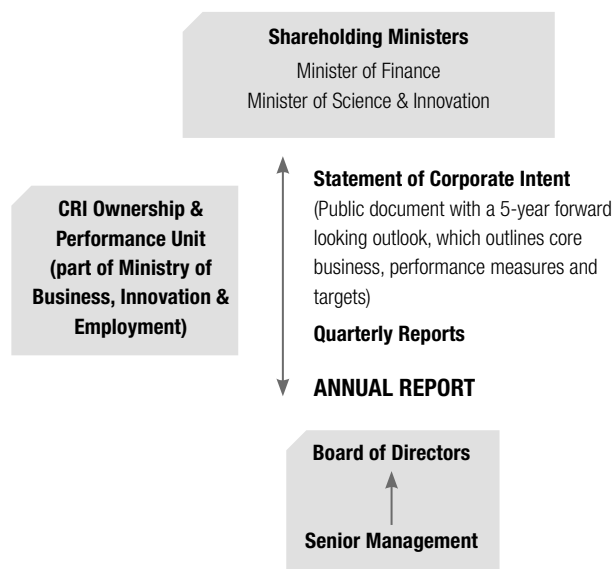 Shareholding Ministers
Minister of Finance
Minister of Science & Innovation
CRI Ownership &
Performance Unit
(part of Ministry of
Business, Innovation &
Employment)
Statement of Corporate Intent
(Public document with a 5-year forward
looking outlook, which outlines core
business, performance measures and
targets)
Quarterly Reports
ANNUAL REPORT
Board of Directors
Senior Management